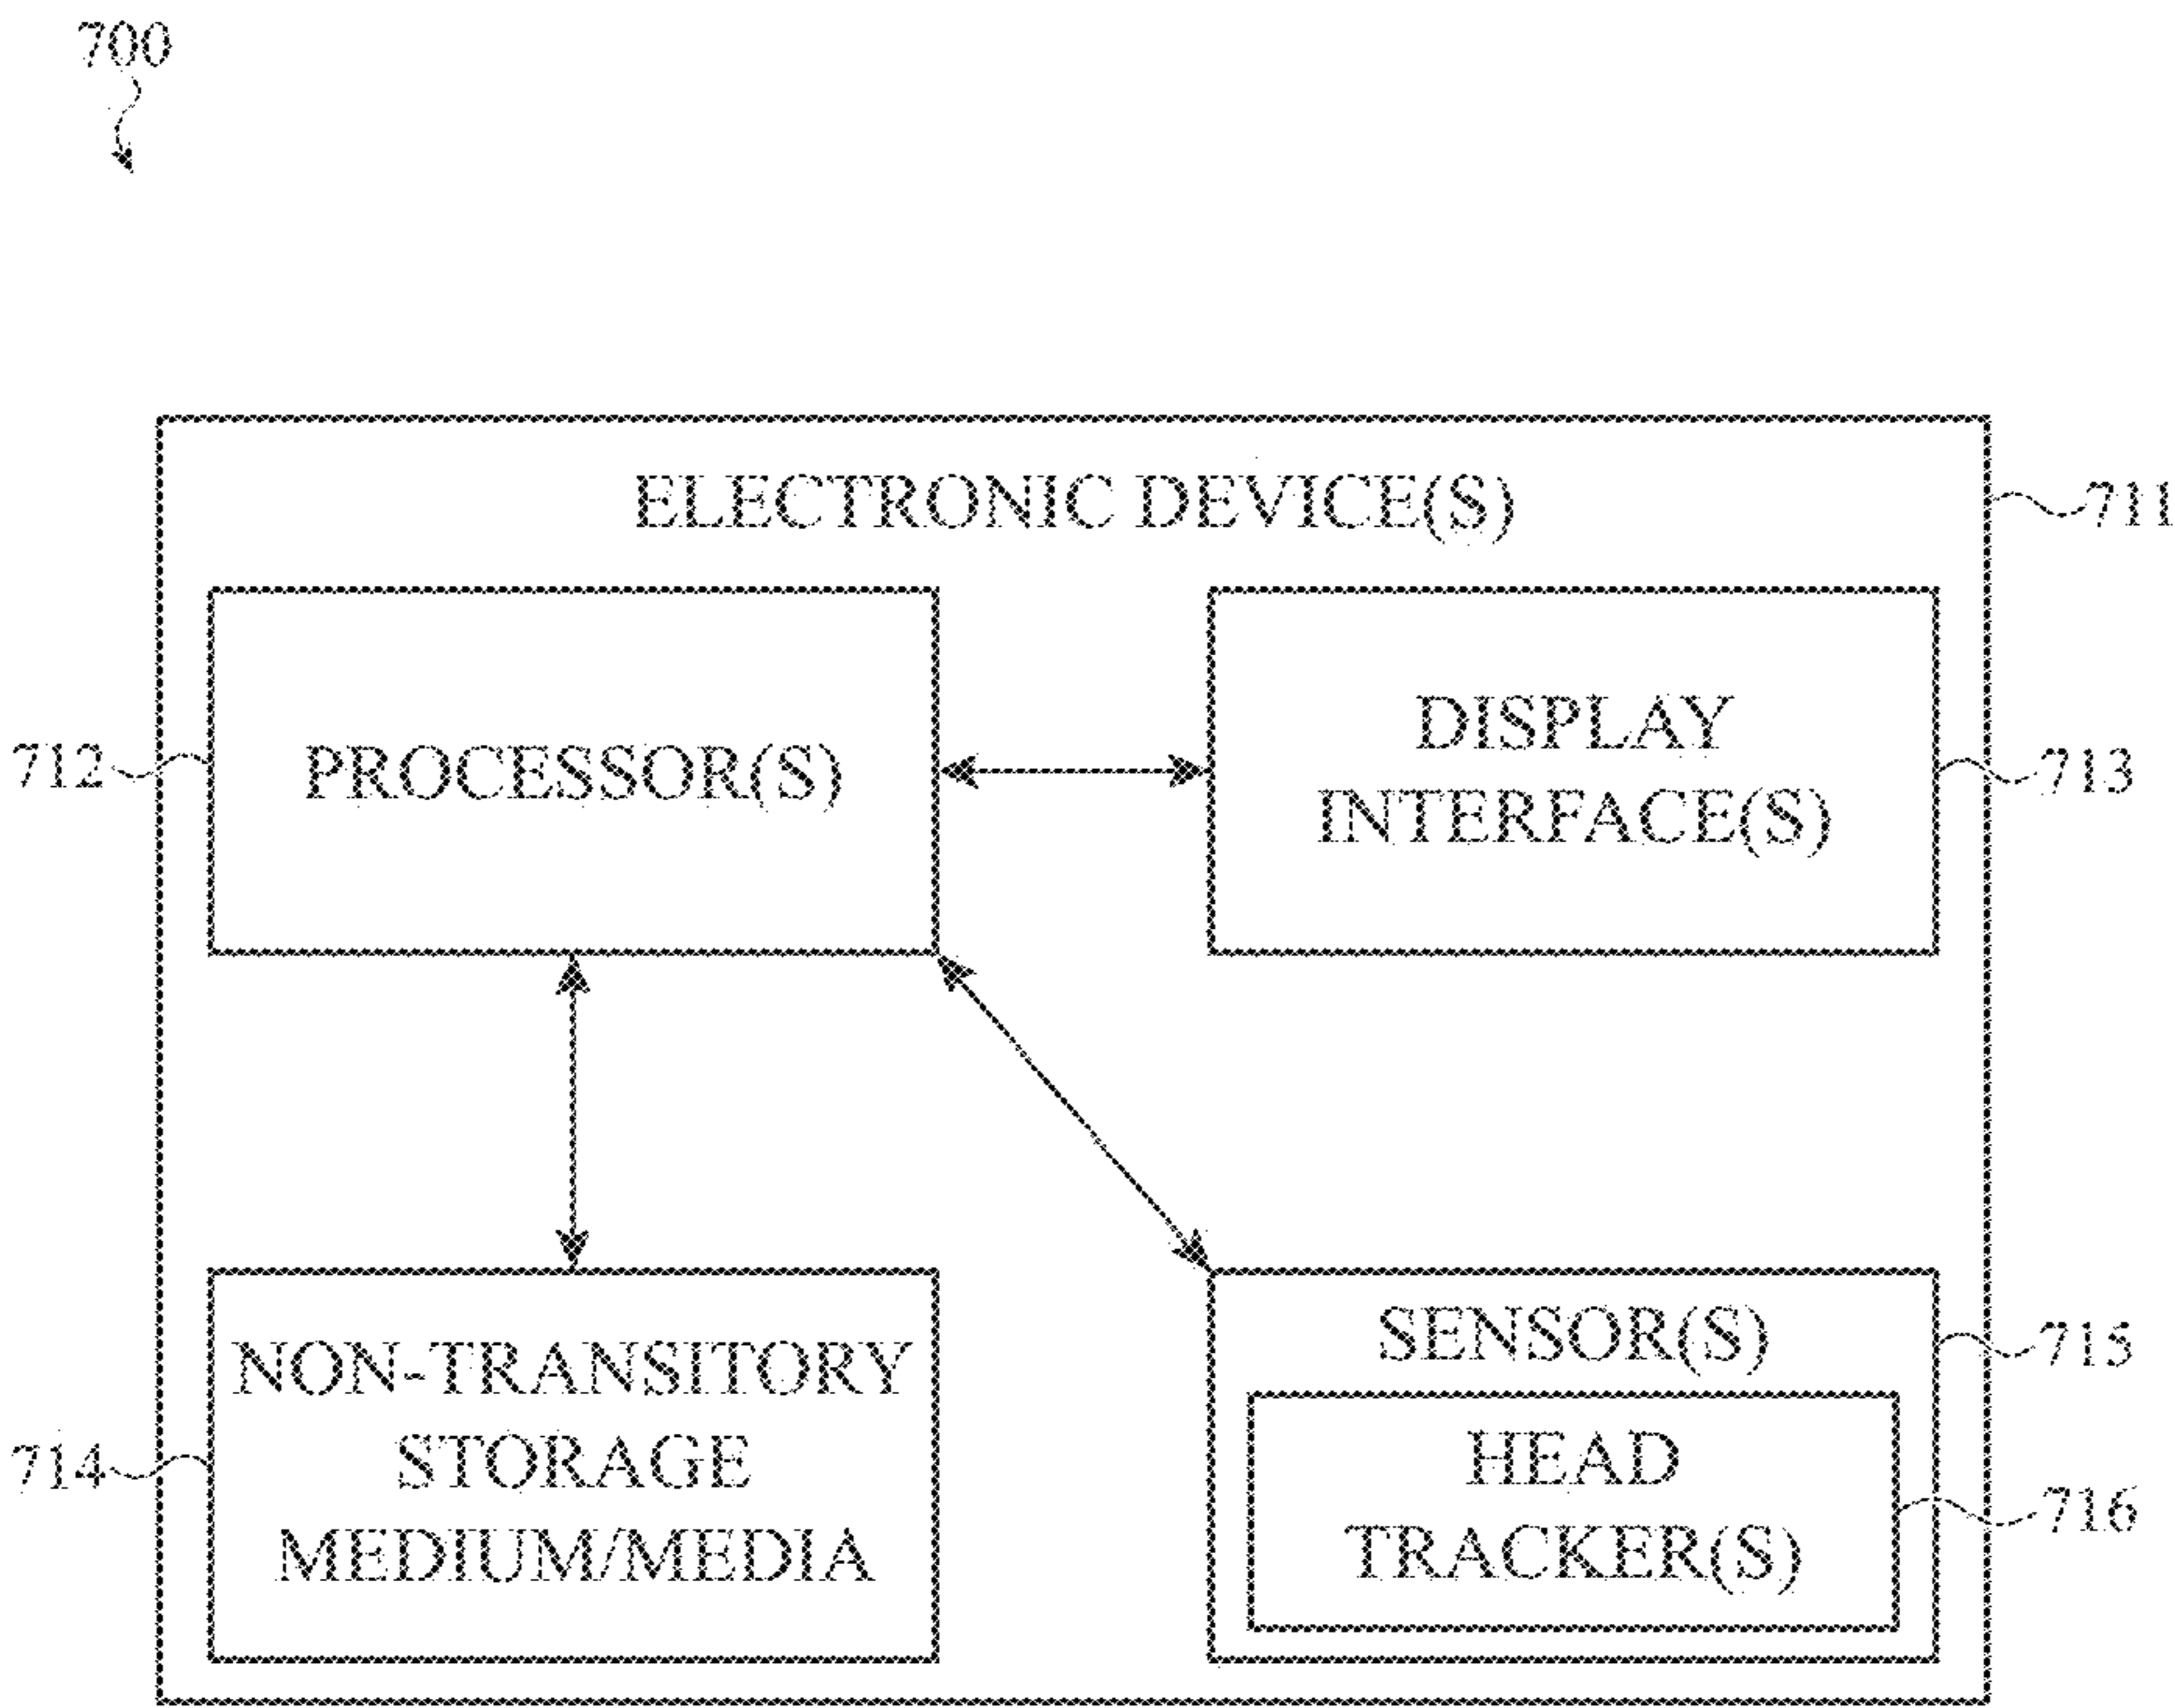 700
ELECTRONIC DEVICE(S)
711
712
PROCESSOR(S)
DISPLAY
INTERFACE(S)
713
NON-TRANSITORY
STORAGE
MEDIUM/MEDIA
714
SENSOR(S)
715
HEAD
TRACKER(S)
716